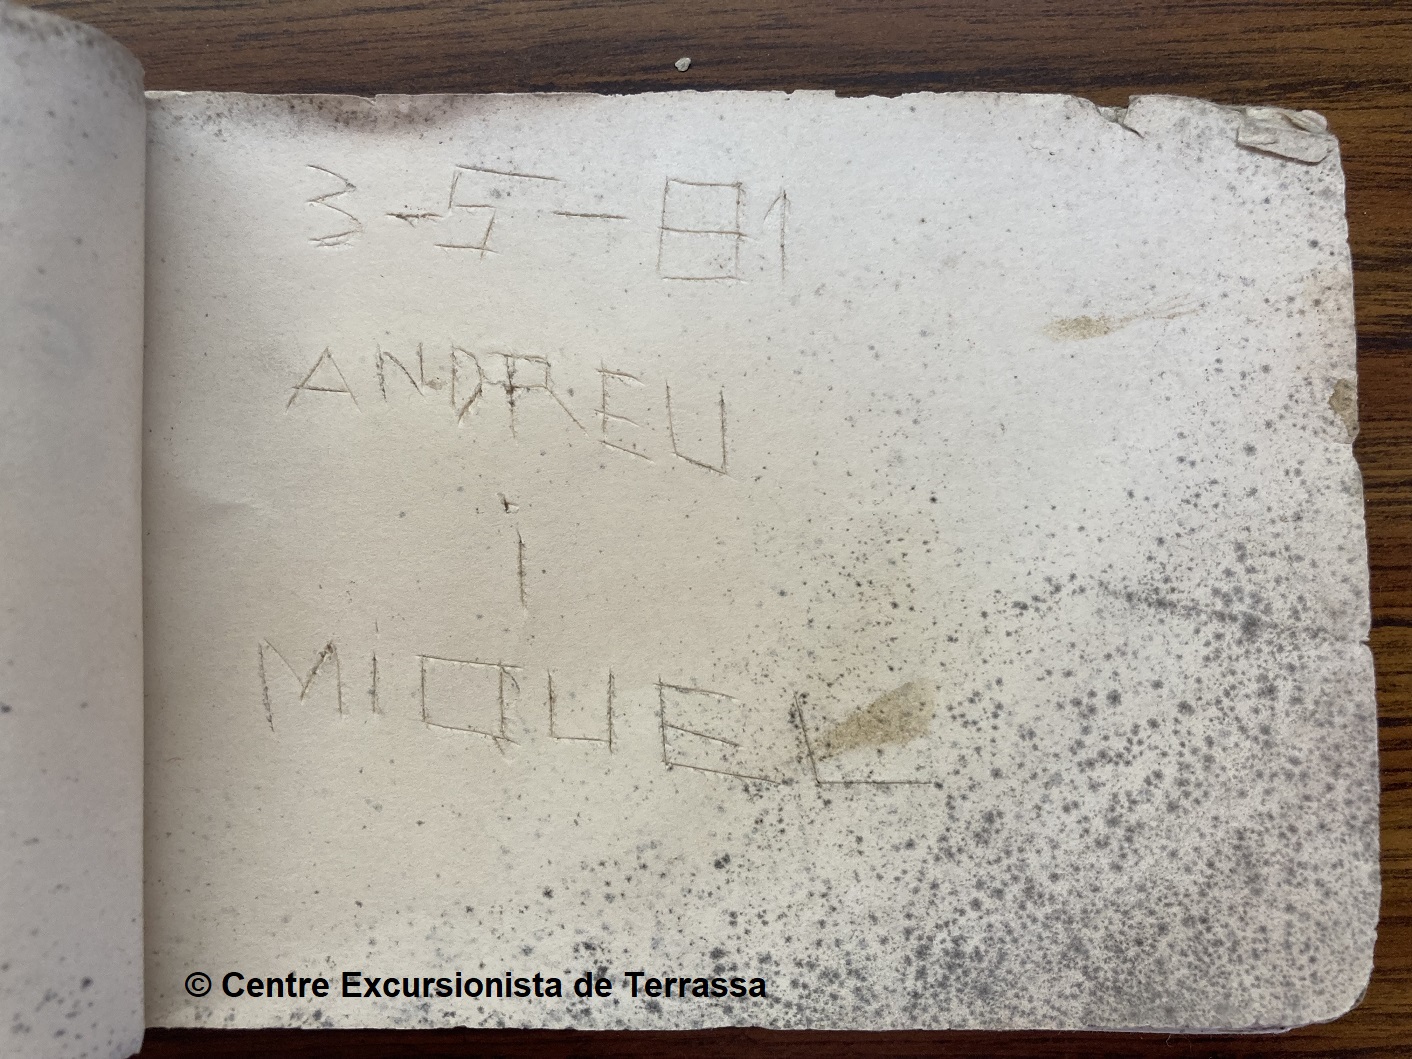 3-5-81
ANDREU
i
MIQUEL
© Centre Excursionista de Terrassa